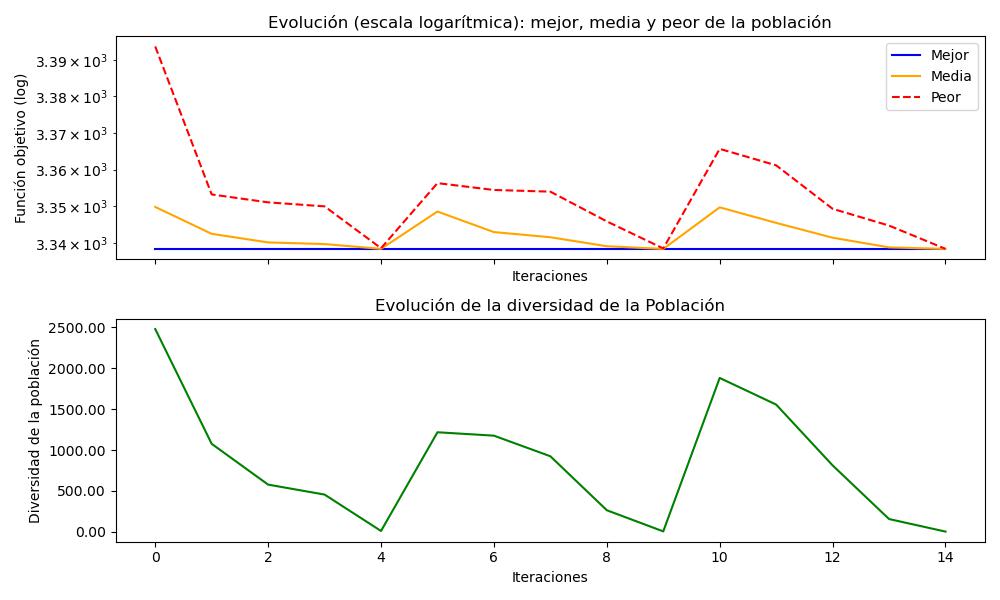 Evolución (escala logarítmica): mejor, media y peor de la población
Función objetivo (log)
3.39 × 10³
3.38 × 10³
3.37 × 10³
3.36 × 10³
3.35 × 10³
3.34 × 10³
Mejor
Media
Peor
Iteraciones
Evolución de la diversidad de la Población
Diversidad de la población
2500.00
2000.00
1500.00
1000.00
500.00
0.00
0 2 4 6 8 10 12 14
Iteraciones